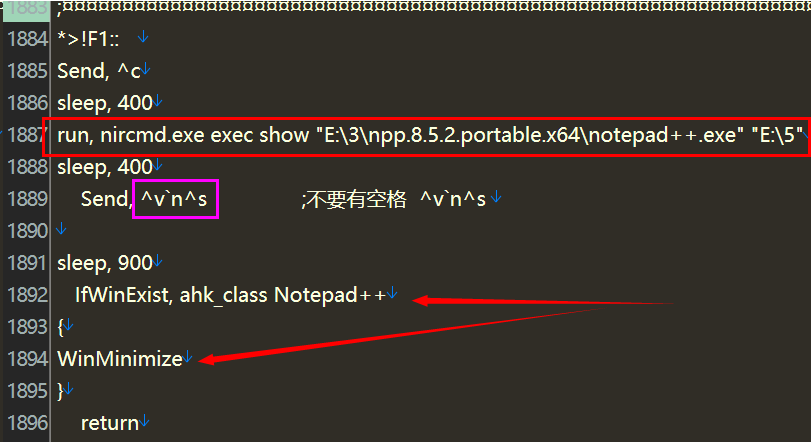 1883 ;¤¤¤¤¤¤¤¤¤¤¤¤¤¤¤¤¤¤¤¤¤¤¤¤¤¤¤¤¤¤¤¤¤¤¤¤¤¤¤¤¤¤¤¤¤¤¤¤¤¤¤¤¤¤¤¤¤¤¤¤¤¤
1884 *>!F1::
1885 Send, ^c
1886 sleep, 400
1887 run, nircmd.exe exec show "E:\3\npp.8.5.2.portable.x64\notepad++.exe" "E:\5"
1888 sleep, 400
1889 Send, ^v`n^s ;不要有空格 ^v`n^s
1890
1891 sleep, 900
1892 IfWinExist, ahk_class Notepad++
1893 {
1894 WinMinimize
1895 }
1896 return